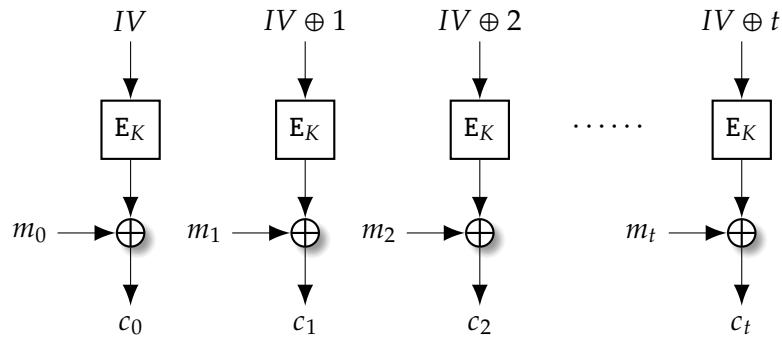 IV IV ⊕ 1 IV ⊕ 2 IV ⊕ t
E_K E_K E_K ...... E_K
m_0 m_1 m_2 m_t
c_0 c_1 c_2 c_t